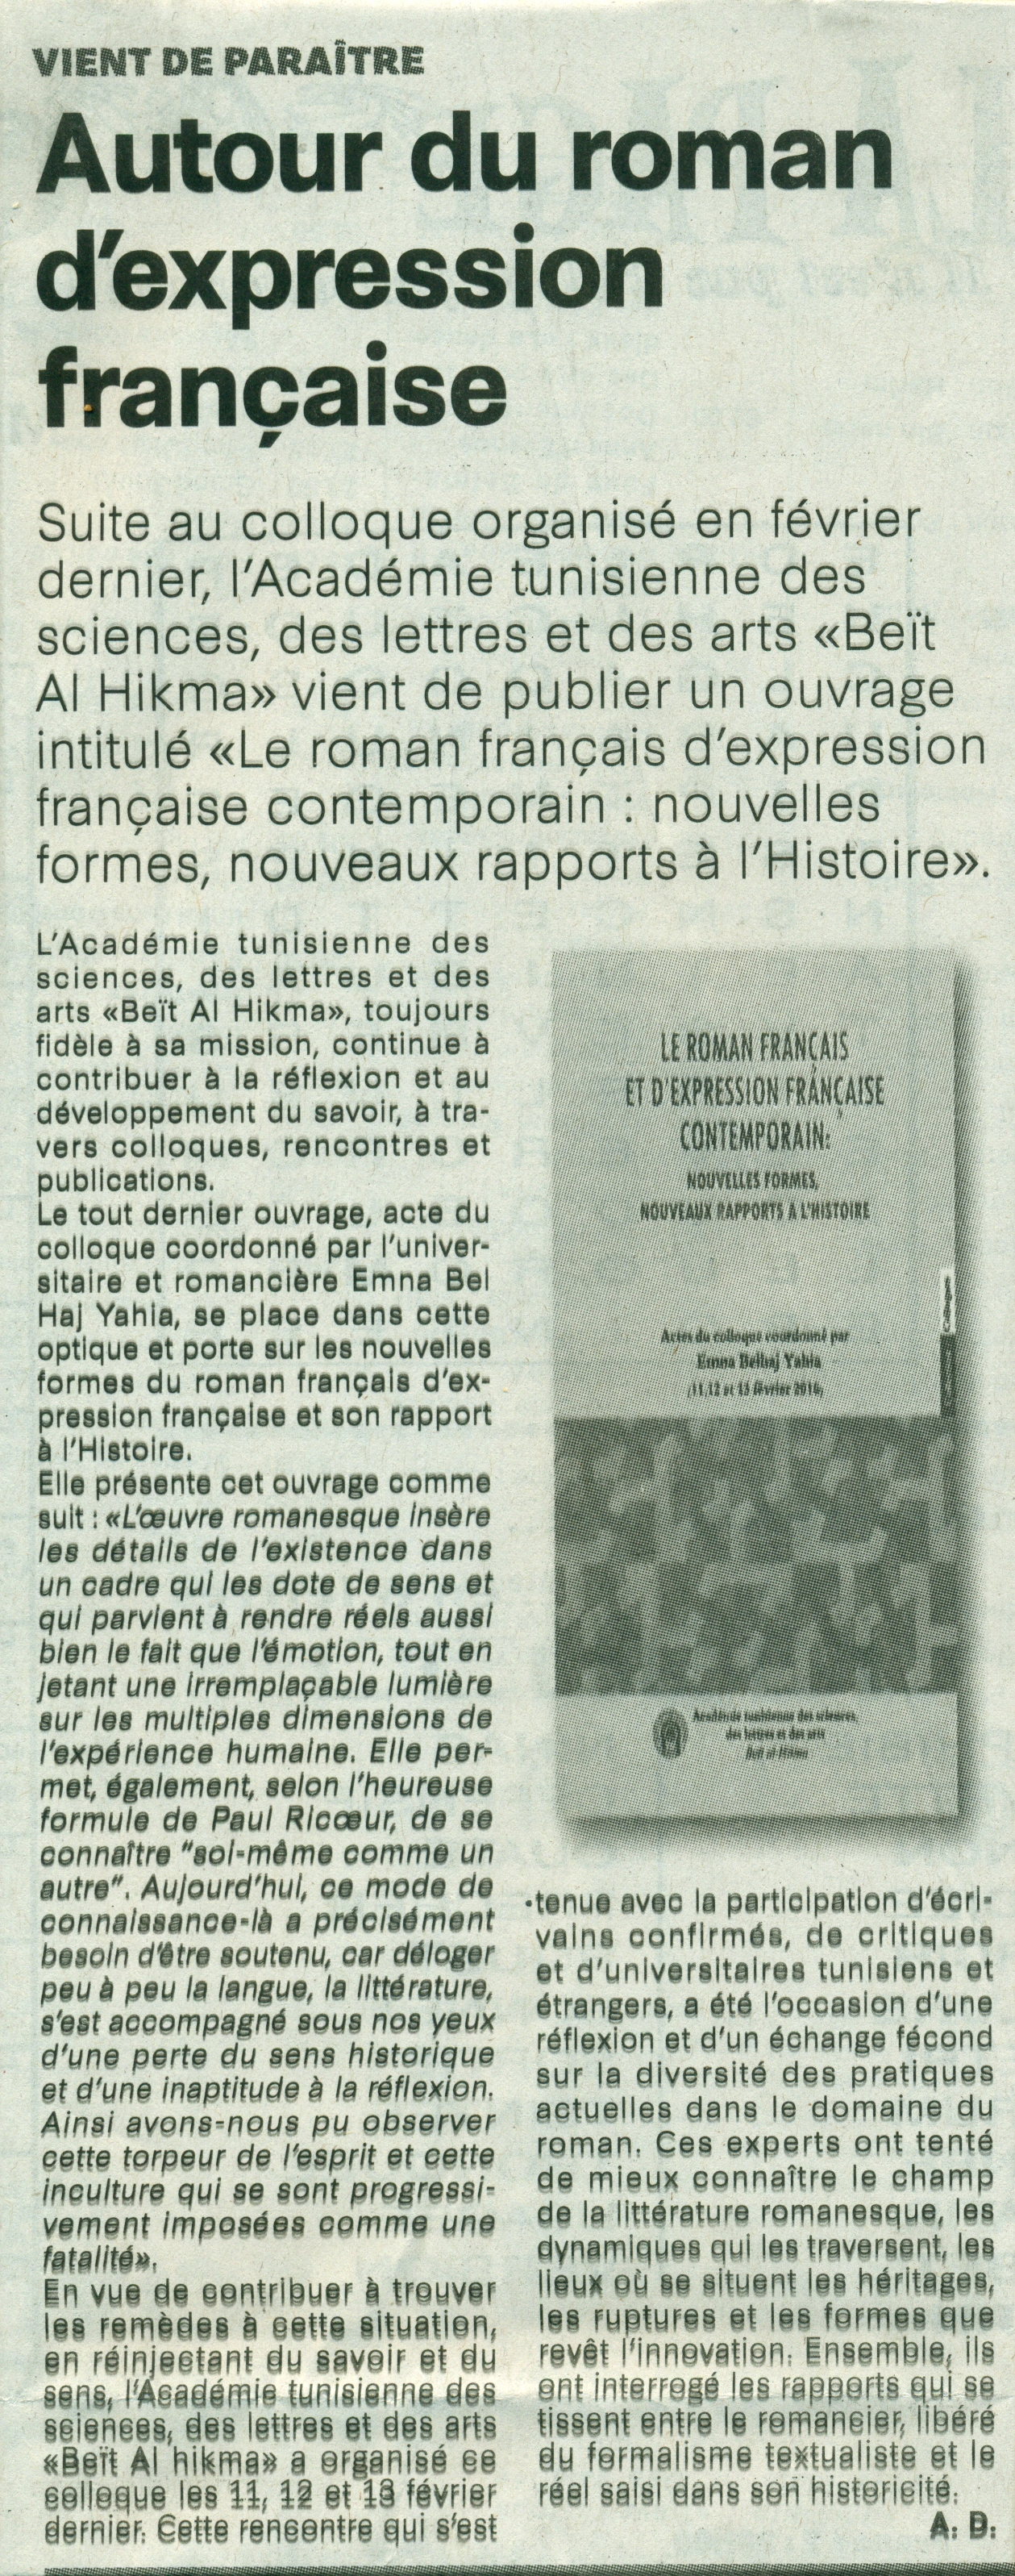 VIENT DE PARAÎTRE
Autour du roman
d'expression
française
Suite au colloque organisé en février
dernier, l'Académie tunisienne des
sciences, des lettres et des arts «Beït
Al Hikma» vient de publier un ouvrage
intitulé «Le roman français d'expression
française contemporain : nouvelles
formes, nouveaux rapports à l'Histoire».
L'Académie tunisienne des
sciences, des lettres et des
arts «Beït Al Hikma», toujours
fidèle à sa mission, continue à
contribuer à la réflexion et au
développement du savoir, à tra-
vers colloques, rencontres et
publications.
Le tout dernier ouvrage, acte du
colloque coordonné par l'univer-
sitaire et romancière Emna Bel
Haj Yahia, se place dans cette
optique et porte sur les nouvelles
formes du roman français d'ex-
pression française et son rapport
à l'Histoire.
Elle présente cet ouvrage comme
suit : «L'œuvre romanesque insère
les détails de l'existence dans
un cadre qui les dote de sens et
qui parvient à rendre réels aussi
bien le fait que l'émotion, tout en
jetant une irremplaçable lumière
sur les multiples dimensions de
l'expérience humaine. Elle per-
met, également, selon l'heureuse
formule de Paul Ricœur, de se
connaître "soi-même comme un
autre". Aujourd'hui, ce mode de
connaissance-là a précisément
besoin d'être soutenu, car déloger
peu à peu la langue, la littérature,
s'est accompagné sous nos yeux
d'une perte du sens historique
et d'une inaptitude à la réflexion.
Ainsi avons-nous pu observer
cette torpeur de l'esprit et cette
inculture qui se sont progressi-
vement imposées comme une
fatalité».
En vue de contribuer à trouver
les remèdes à cette situation,
en réinjectant du savoir et du
sens, l'Académie tunisienne des
sciences, des lettres et des arts
«Beït Al hikma» a organisé ce
colloque les 11, 12 et 13 février
dernier. Cette rencontre qui s'est
LE ROMAN FRANÇAIS
ET D'EXPRESSION FRANÇAISE
CONTEMPORAIN:
NOUVELLES FORMES,
NOUVEAUX RAPPORTS A L'HISTOIRE
Actes du colloque coordonné par
Emna Belhaj Yahia
(11,12 et 13 février 2016)
Académie tunisienne des sciences,
des lettres et des arts
Beït al-Hikma
tenue avec la participation d'écri-
vains confirmés, de critiques
et d'universitaires tunisiens et
étrangers, a été l'occasion d'une
réflexion et d'un échange fécond
sur la diversité des pratiques
actuelles dans le domaine du
roman. Ces experts ont tenté
de mieux connaître le champ
de la littérature romanesque, les
dynamiques qui les traversent, les
lieux où se situent les héritages,
les ruptures et les formes que
revêt l'innovation. Ensemble, ils
ont interrogé les rapports qui se
tissent entre le romancier, libéré
du formalisme textualiste et le
réel saisi dans son historicité.
A. D.